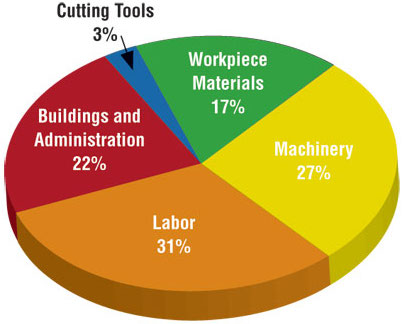 Cutting Tools
3%
Workpiece
Materials
17%
Buildings and
Administration
22%
Machinery
27%
Labor
31%